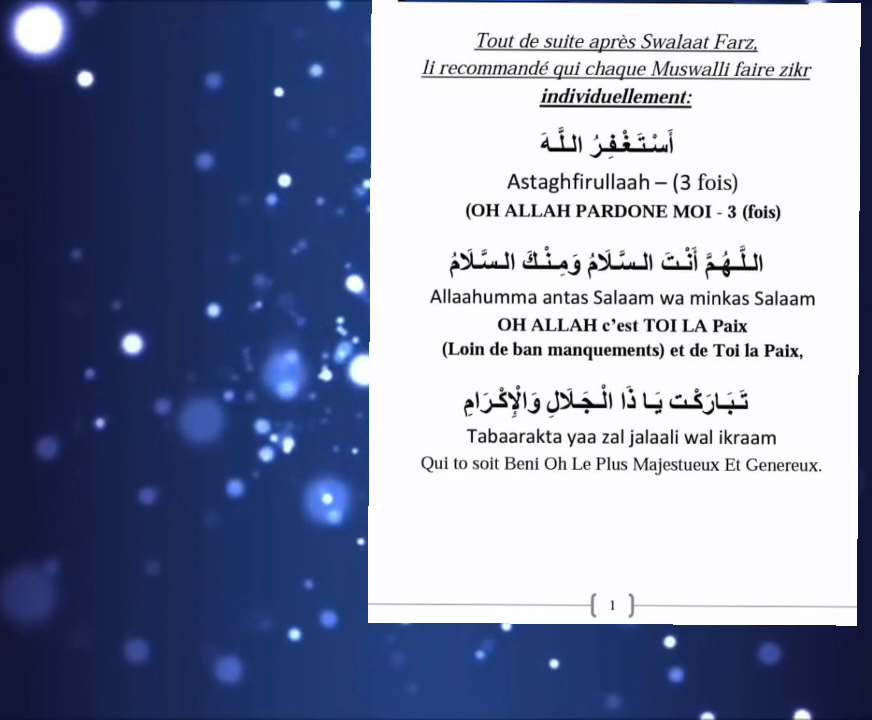 Tout de suite après Swalaat Farz,
li recommandé qui chaque Muswalli faire zikr
individuellement:
أَسْتَغْفِرُ اللَّهَ
Astaghfirullaah – (3 fois)
(OH ALLAH PARDONE MOI - 3 (fois)
اللَّهُمَّ أَنْتَ السَّلَامُ وَمِنْكَ السَّلَامُ
Allaahumma antas Salaam wa minkas Salaam
OH ALLAH c’est TOI LA Paix
(Loin de ban manquements) et de Toi la Paix,
تَبَارَكْت يَا ذَا الْجَلَالِ وَالْإِكْرَامِ
Tabaarakta yaa zal jalaali wal ikraam
Qui to soit Beni Oh Le Plus Majestueux Et Genereux.
1